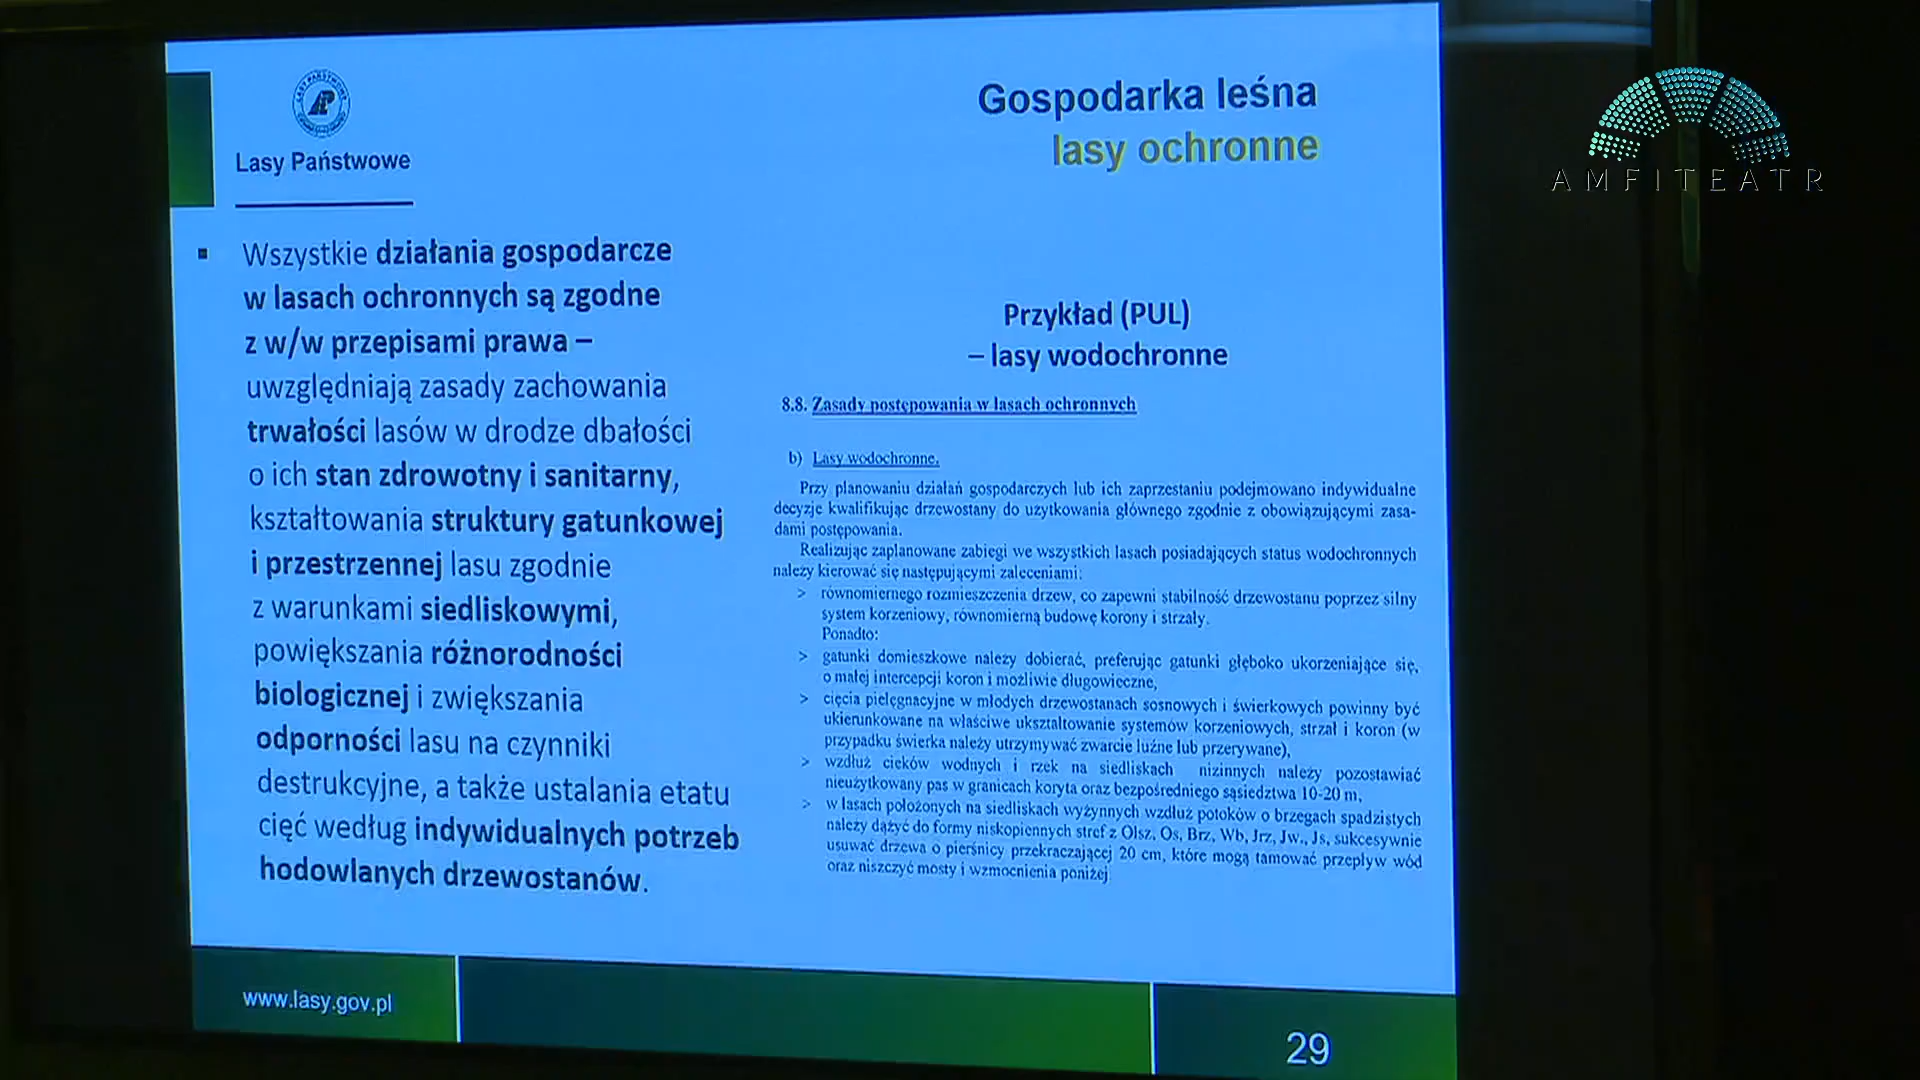 Lasy Państwowe
Gospodarka leśna
lasy ochronne
AMFITEATR
▪ Wszystkie działania gospodarcze
w lasach ochronnych są zgodne
z w/w przepisami prawa –
uwzględniają zasady zachowania
trwałości lasów w drodze dbałości
o ich stan zdrowotny i sanitarny,
kształtowania struktury gatunkowej
i przestrzennej lasu zgodnie
z warunkami siedliskowymi,
powiększania różnorodności
biologicznej i zwiększania
odporności lasu na czynniki
destrukcyjne, a także ustalania etatu
cięć według indywidualnych potrzeb
hodowlanych drzewostanów.
Przykład (PUL)
– lasy wodochronne
8.8. Zasady postępowania w lasach ochronnych
b) Lasy wodochronne.
Przy planowaniu działań gospodarczych lub ich zaprzestaniu podejmowano indywidualne
decyzje kwalifikując drzewostany do użytkowania głównego zgodnie z obowiązującymi zasa-
dami postępowania.
Realizując zaplanowane zabiegi we wszystkich lasach posiadających status wodochronnych
należy kierować się następującymi zaleceniami:
> równomiernego rozmieszczenia drzew, co zapewni stabilność drzewostanu poprzez silny
system korzeniowy, równomierną budowę korony i strzały.
Ponadto:
> gatunki domieszkowe należy dobierać, preferując gatunki głęboko ukorzeniające się,
o małej intercepcji koron i możliwie długowieczne,
> cięcia pielęgnacyjne w młodych drzewostanach sosnowych i świerkowych powinny być
ukierunkowane na właściwe ukształtowanie systemów korzeniowych, strzał i koron (w
przypadku świerka należy utrzymywać zwarcie luźne lub przerywane),
> wzdłuż cieków wodnych i rzek na siedliskach nizinnych należy pozostawiać
nieużytkowany pas w granicach koryta oraz bezpośredniego sąsiedztwa 10-20 m,
> w lasach położonych na siedliskach wyżynnych wzdłuż potoków o brzegach spadzistych
należy dążyć do formy niskopiennych stref z Olsz, Os, Brz, Wb, Jrz, Jw., Js, sukcesywnie
usuwać drzewa o pierśnicy przekraczającej 20 cm, które mogą tamować przepływ wód
oraz niszczyć mosty i wzmocnienia poniżej
www.lasy.gov.pl
29